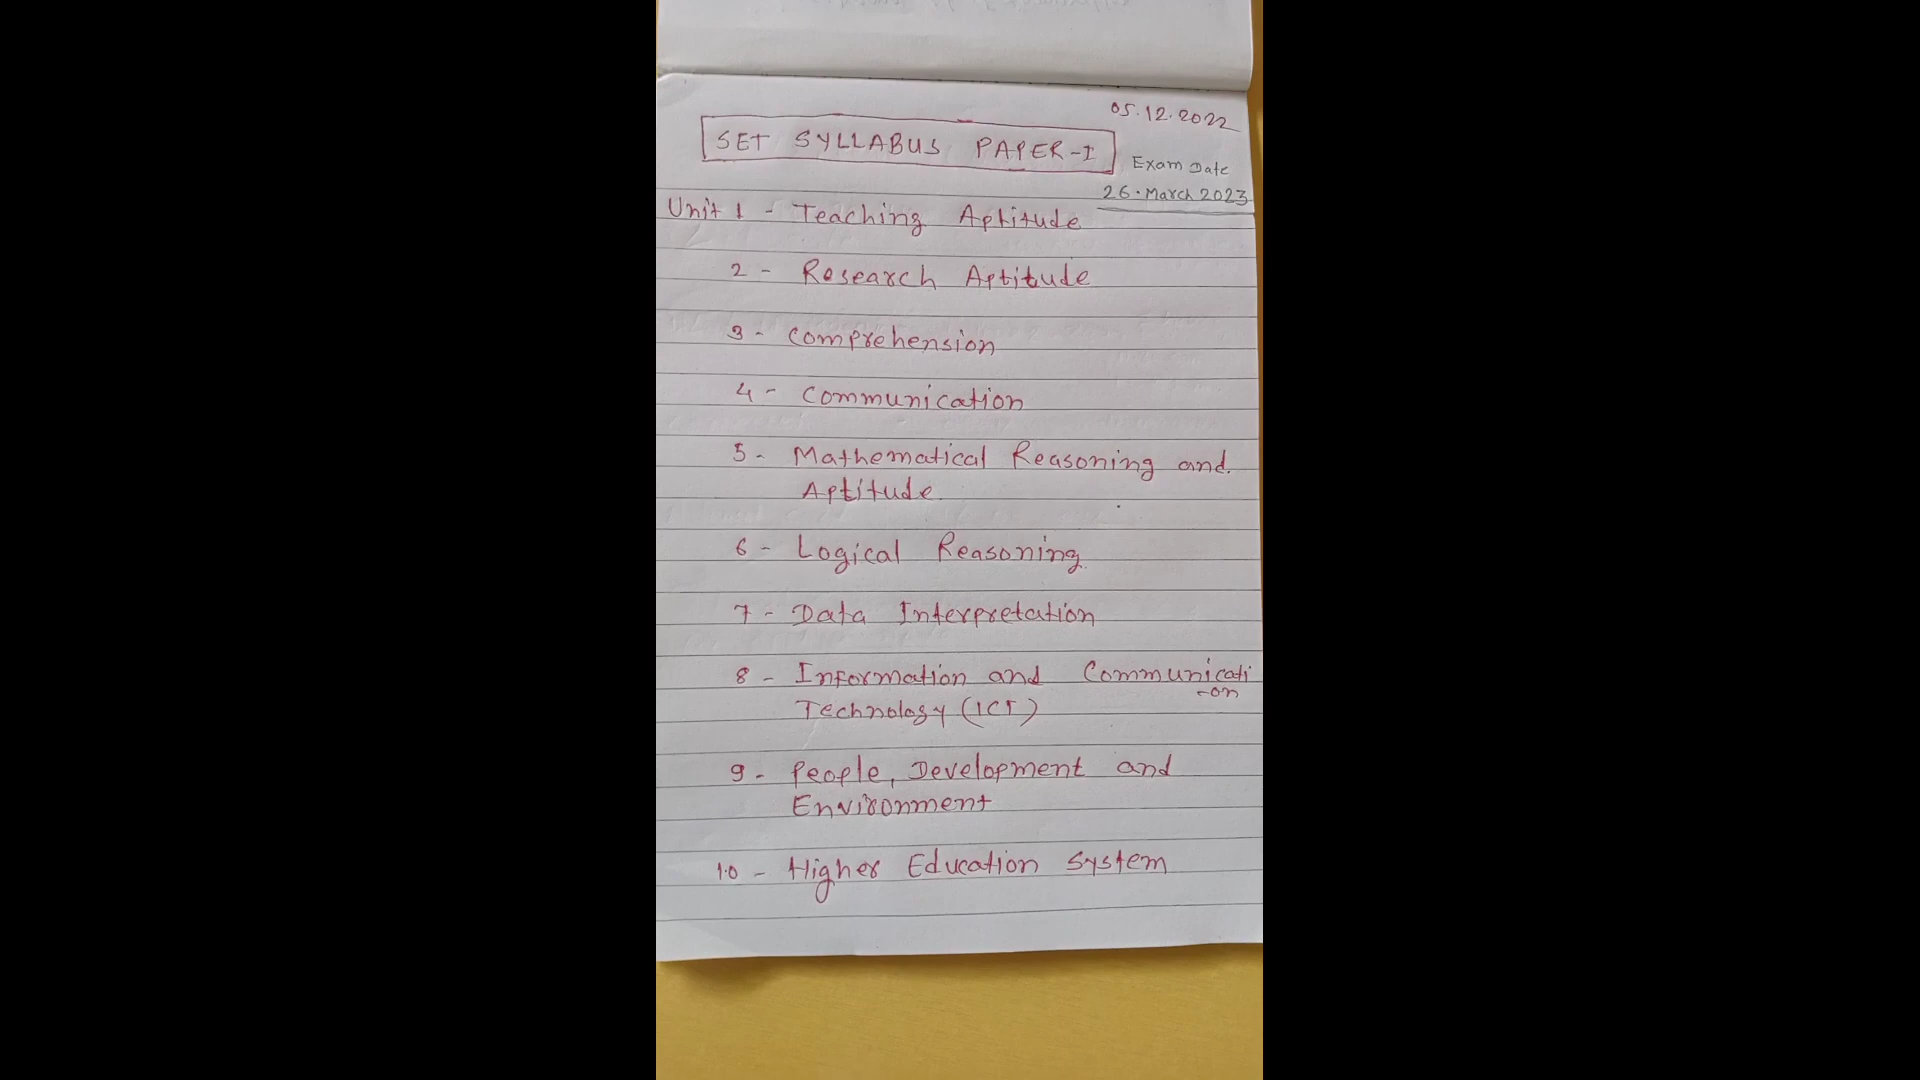 05.12.2022
SET SYLLABUS PAPER-I
Exam Date
26.March 2023
Unit 1 - Teaching Aptitude
2 - Research Aptitude
3 - Comprehension
4 - Communication
5 - Mathematical Reasoning and
Aptitude.
6 - Logical Reasoning
7 - Data Interpretation
8 - Information and Communicati
-on
Technology (ICT)
9 - People, Development and
Environment
10 - Higher Education System